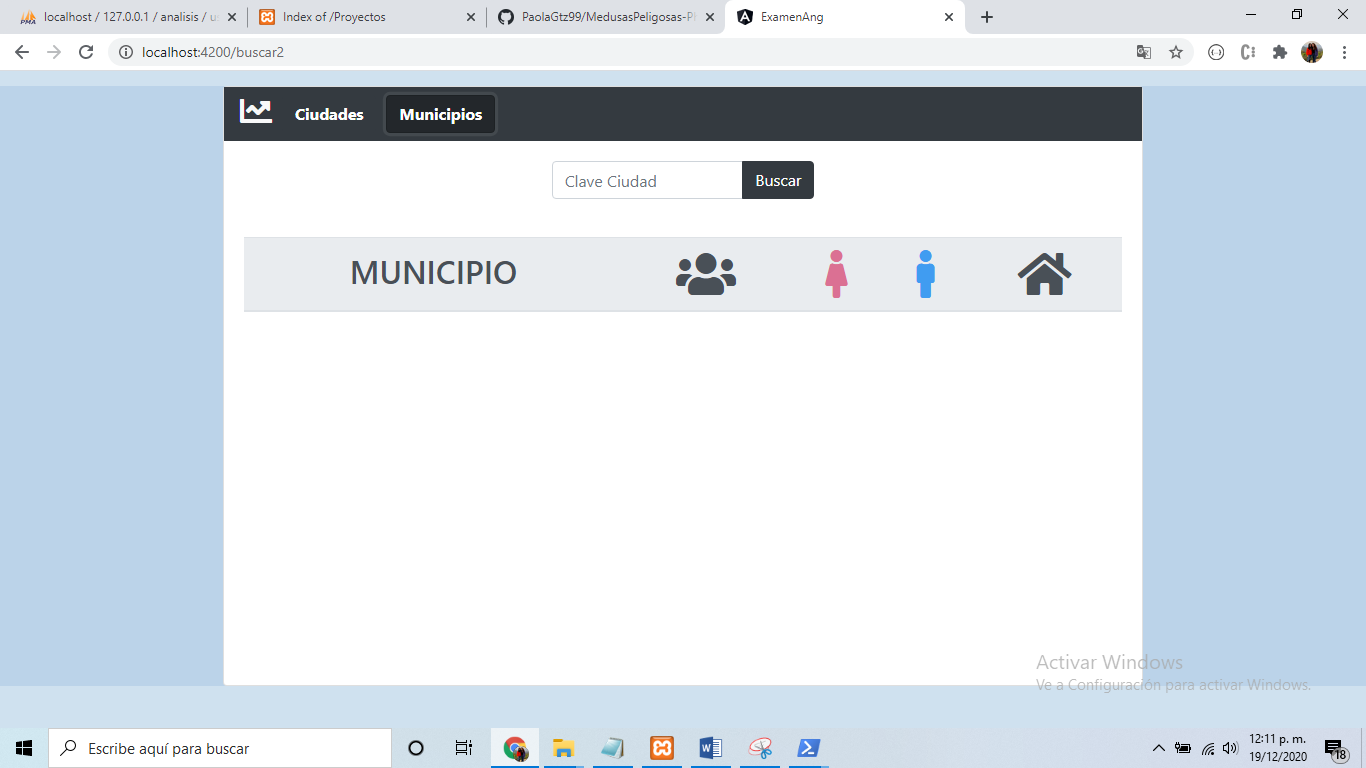 localhost / 127.0.0.1 / analisis / u
Index of /Proyectos
PaolaGtz99/MedusasPeligosas-P
ExamenAng
localhost:4200/buscar2
Ciudades
Municipios
Clave Ciudad
Buscar
MUNICIPIO
Activar Windows
Ve a Configuración para activar Windows.
Escribe aquí para buscar
12:11 p. m.
19/12/2020
18